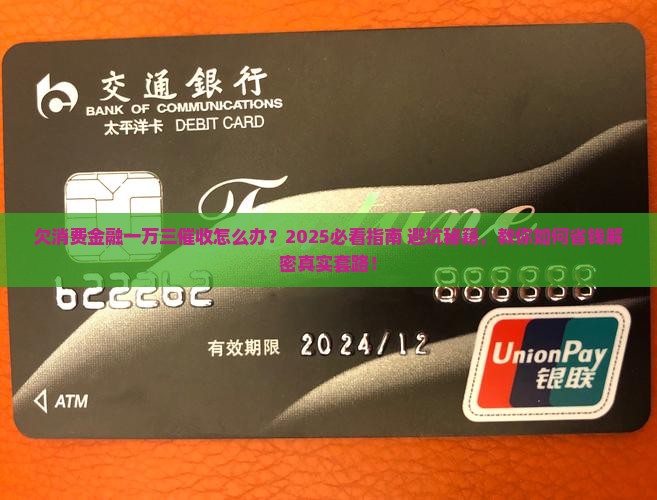 交通銀行
BANK OF COMMUNICATIONS
太平洋卡 DEBIT CARD
欠消费金融一万三催收怎么办？2025必看指南 避坑秘籍，教你如何省钱解
密真实套路！
622262 888888
有效期限 2024/12
UnionPay
银联
ATM